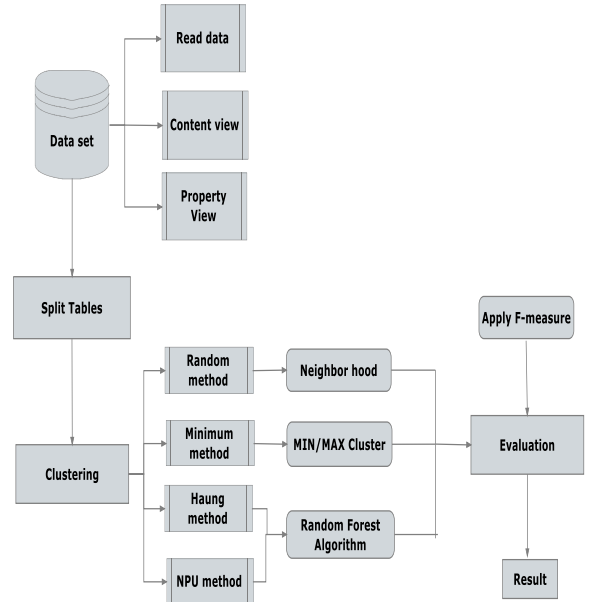 Read data
Content view
Data set
Property
View
Split Tables
Apply F-measure
Random
method
Neighbor hood
Minimum
method
MIN/MAX Cluster
Evaluation
Clustering
Haung
method
Random Forest
Algorithm
NPU method
Result